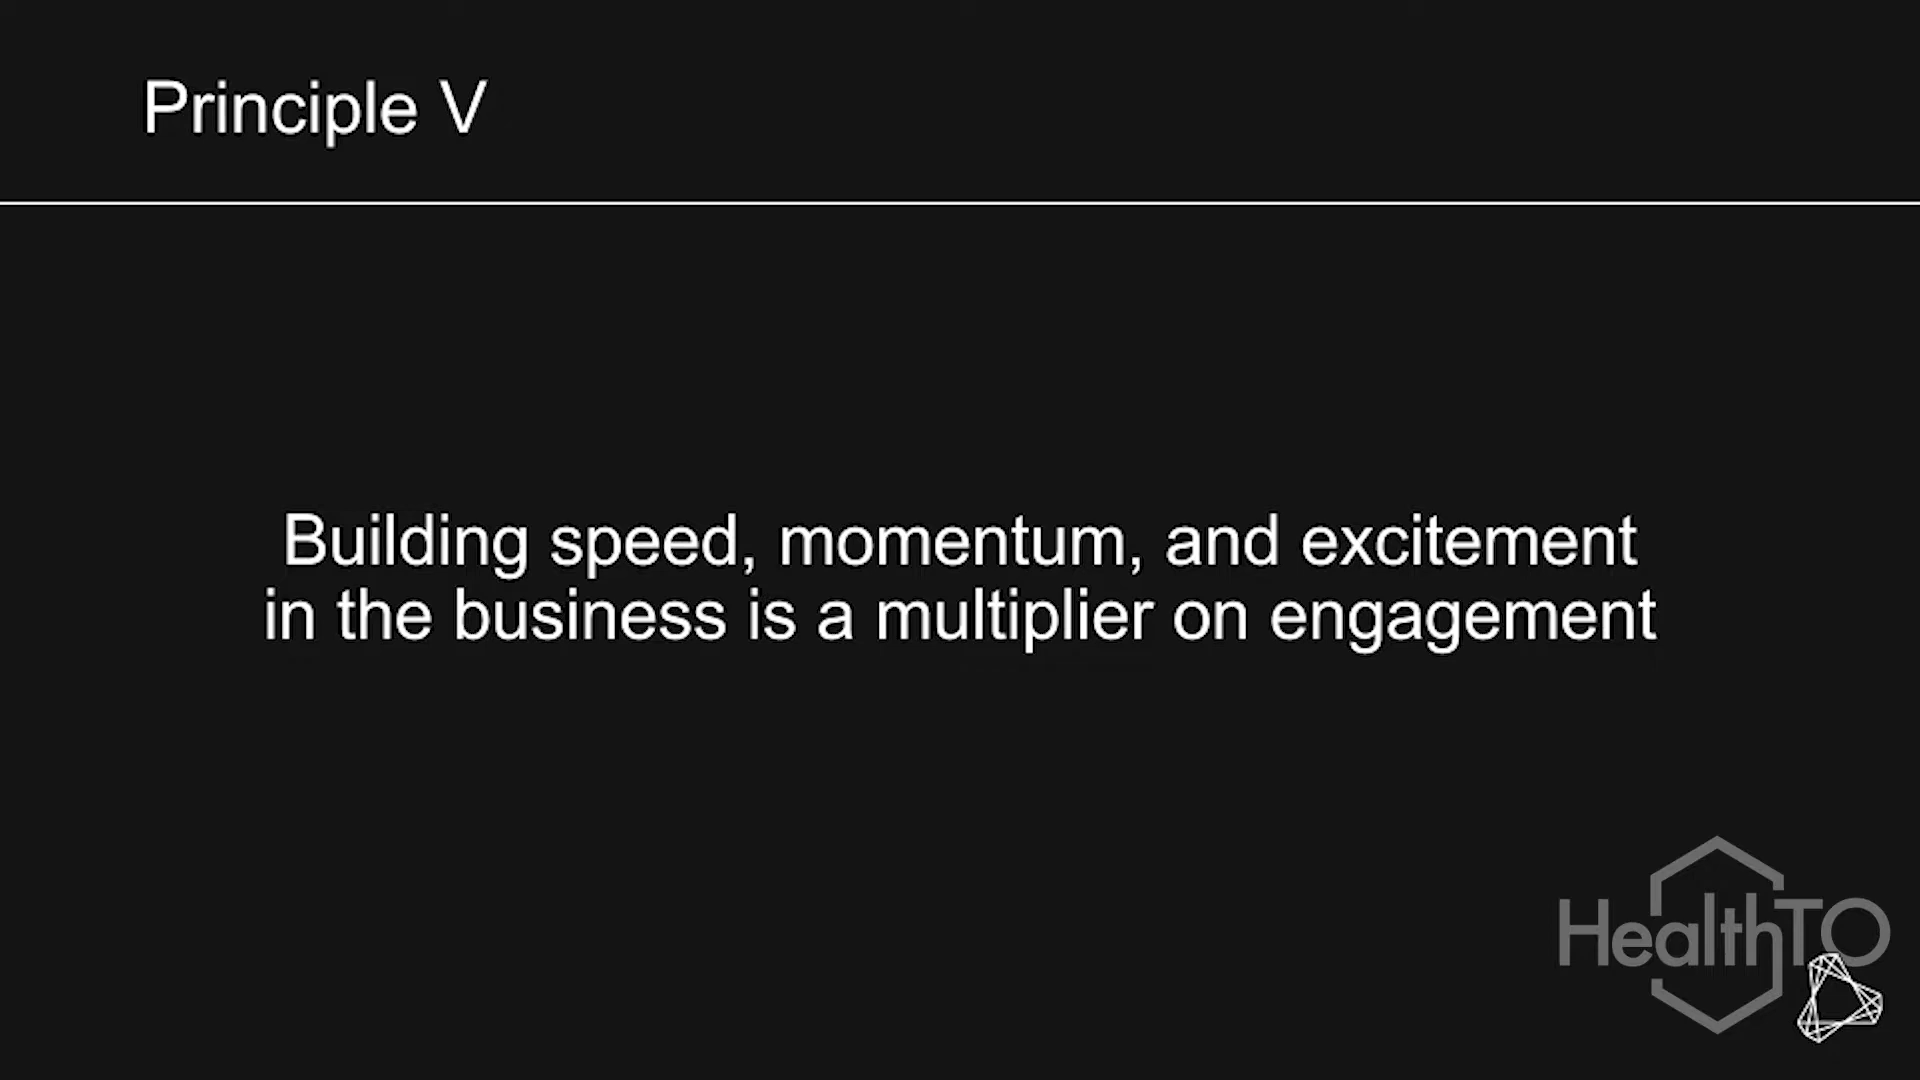 Principle V
Building speed, momentum, and excitement
in the business is a multiplier on engagement
HealthTO